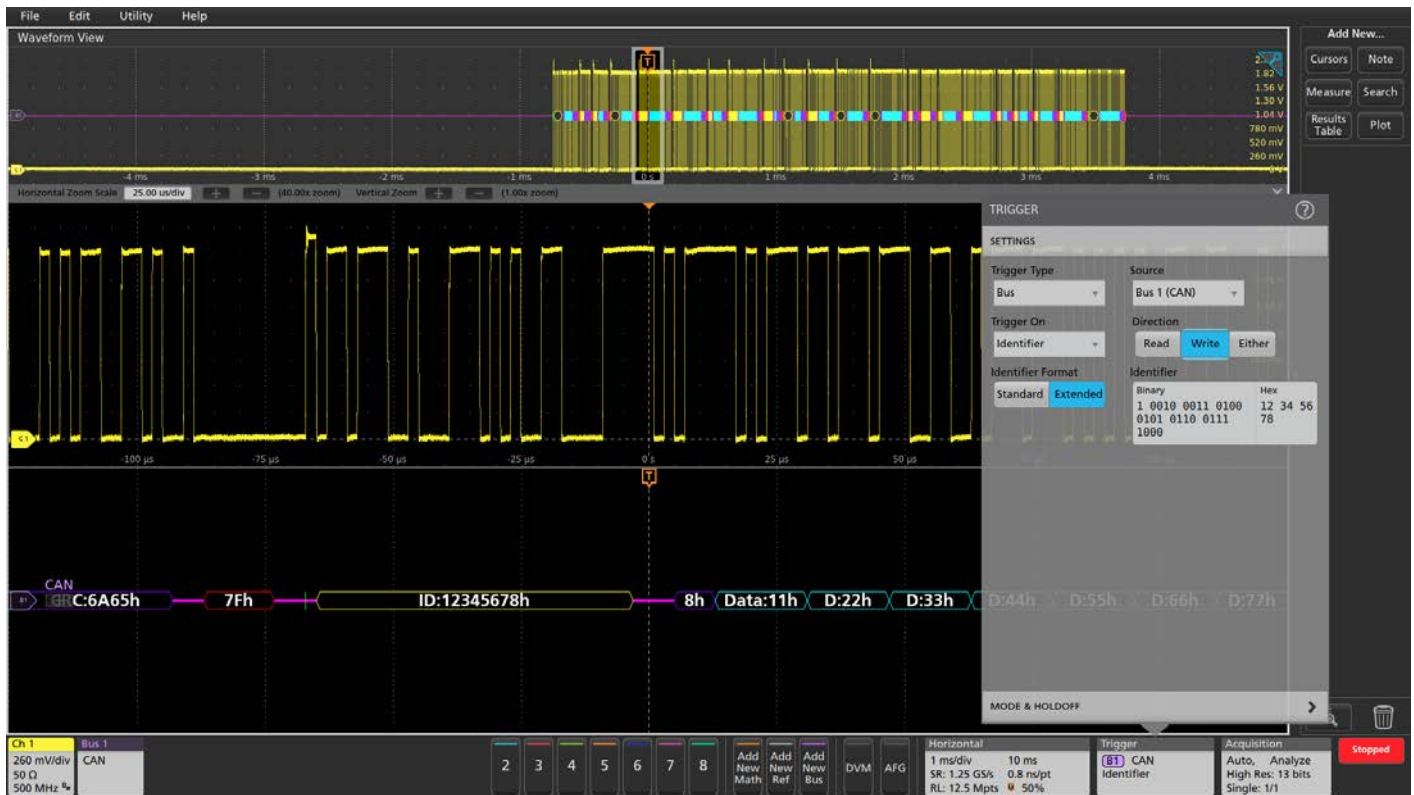 File Edit Utility Help
Waveform View
Add New...
Cursors Note
Measure Search
Results Table Plot
1.82
1.56 V
1.30 V
1.04 V
780 mV
520 mV
260 mV
-4 ms -3 ms -2 ms -1 ms 0 s 1 ms 2 ms 3 ms 4 ms
Horizontal Zoom Scale 25.00 us/div + — (40.00x zoom) Vertical Zoom + — (1.00x zoom)
T
TRIGGER ?
SETTINGS
Trigger Type Source
Bus Bus 1 (CAN)
Trigger On Direction
Identifier Read Write Either
Identifier Format Identifier
Standard Extended
Binary Hex
1 0010 0011 0100 12 34 56
0101 0110 0111 78
1000
C1
-100 µs -75 µs -50 µs -25 µs 0 s 25 µs 50 µs
T
CAN
B1 C:6A65h 7Fh ID:12345678h 8h Data:11h D:22h D:33h D:44h D:55h D:66h D:77h
MODE & HOLDOFF
Ch 1
260 mV/div
50 Ω
500 MHz
Bus 1
CAN
2 3 4 5 6 7 8
Add New Math
Add New Ref
Add New Bus
DVM AFG
Horizontal
1 ms/div 10 ms
SR: 1.25 GS/s 0.8 ns/pt
RL: 12.5 Mpts 50%
Trigger
B1 CAN
Identifier
Acquisition
Auto, Analyze
High Res: 13 bits
Single: 1/1
Stopped